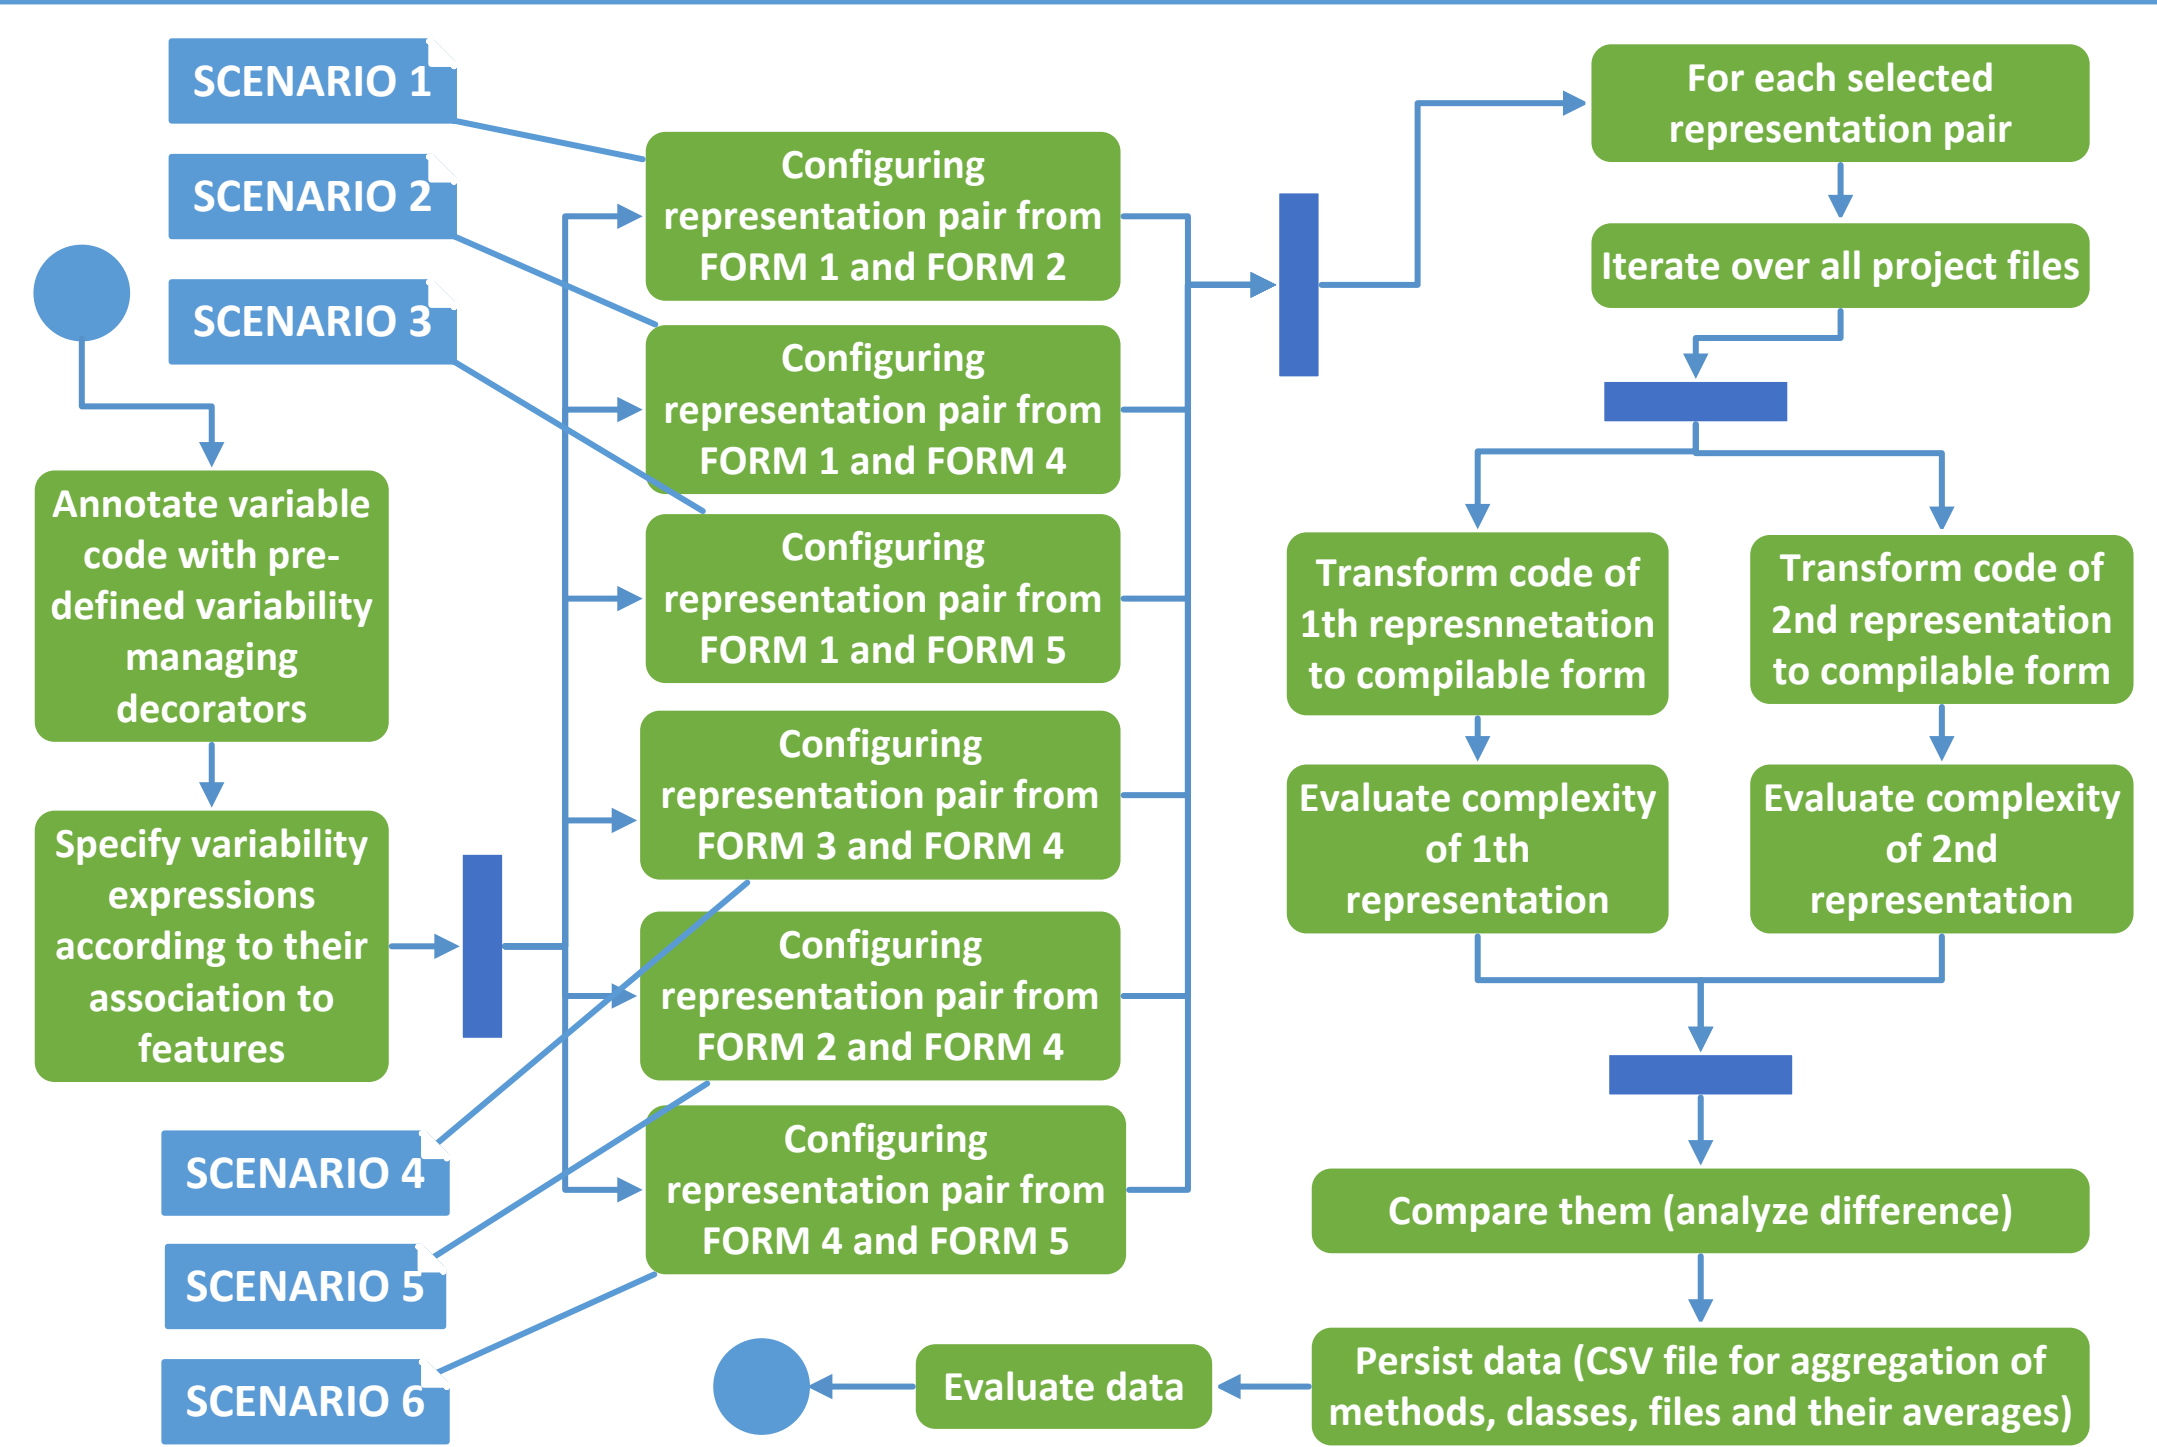 SCENARIO 1
SCENARIO 2
SCENARIO 3
Annotate variable
code with pre-
defined variability
managing
decorators
Specify variability
expressions
according to their
association to
features
SCENARIO 4
SCENARIO 5
SCENARIO 6
Configuring
representation pair from
FORM 1 and FORM 2
Configuring
representation pair from
FORM 1 and FORM 4
Configuring
representation pair from
FORM 1 and FORM 5
Configuring
representation pair from
FORM 3 and FORM 4
Configuring
representation pair from
FORM 2 and FORM 4
Configuring
representation pair from
FORM 4 and FORM 5
For each selected
representation pair
Iterate over all project files
Transform code of
1th represnnetation
to compilable form
Transform code of
2nd representation
to compilable form
Evaluate complexity
of 1th
representation
Evaluate complexity
of 2nd
representation
Compare them (analyze difference)
Persist data (CSV file for aggregation of
methods, classes, files and their averages)
Evaluate data